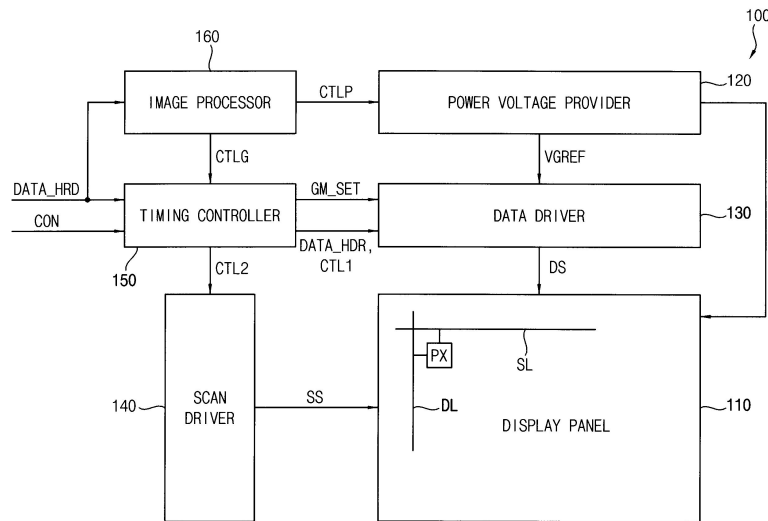 100
160
120
IMAGE PROCESSOR
CTLP
POWER VOLTAGE PROVIDER
CTLG
VGREF
DATA_HRD
GM_SET
TIMING CONTROLLER
DATA DRIVER
130
CON
150
DATA_HDR,
CTL1
CTL2
DS
PX
SL
140
SCAN
DRIVER
SS
DL
DISPLAY PANEL
110